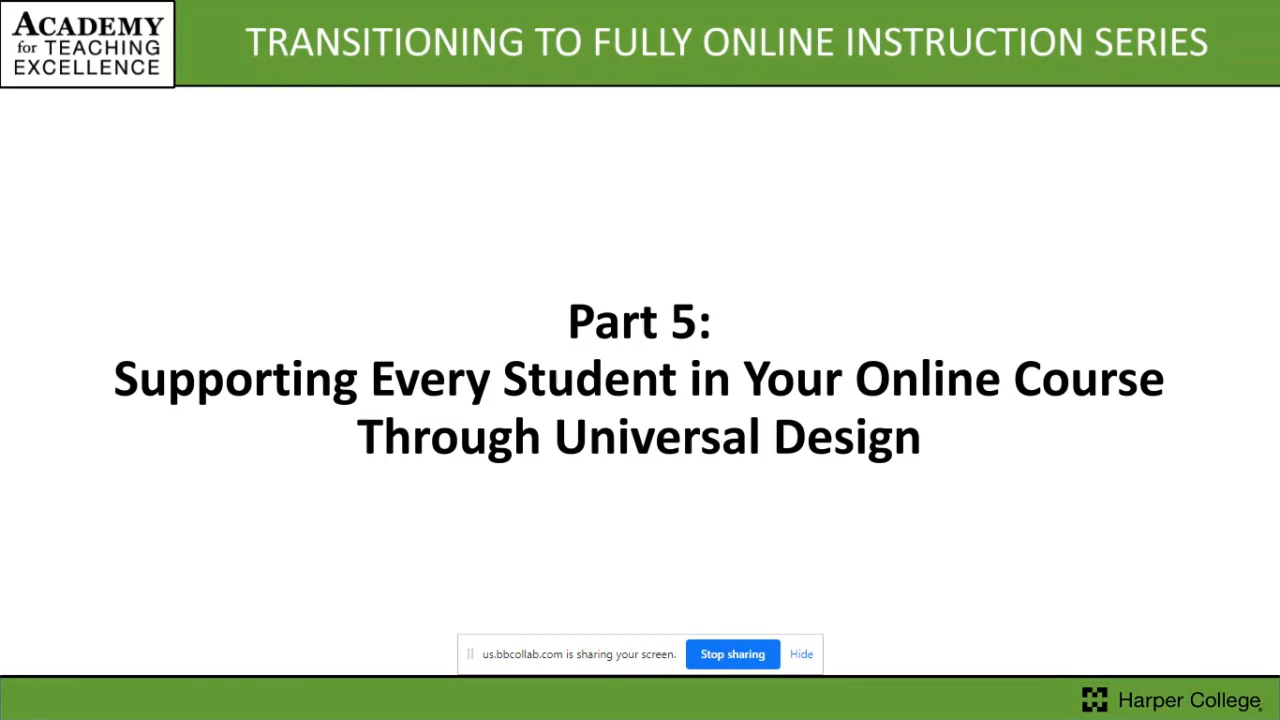 ACADEMY
for TEACHING
EXCELLENCE
TRANSITIONING TO FULLY ONLINE INSTRUCTION SERIES
Part 5:
Supporting Every Student in Your Online Course
Through Universal Design
us.bbcollab.com is sharing your screen. Stop sharing Hide
Harper College